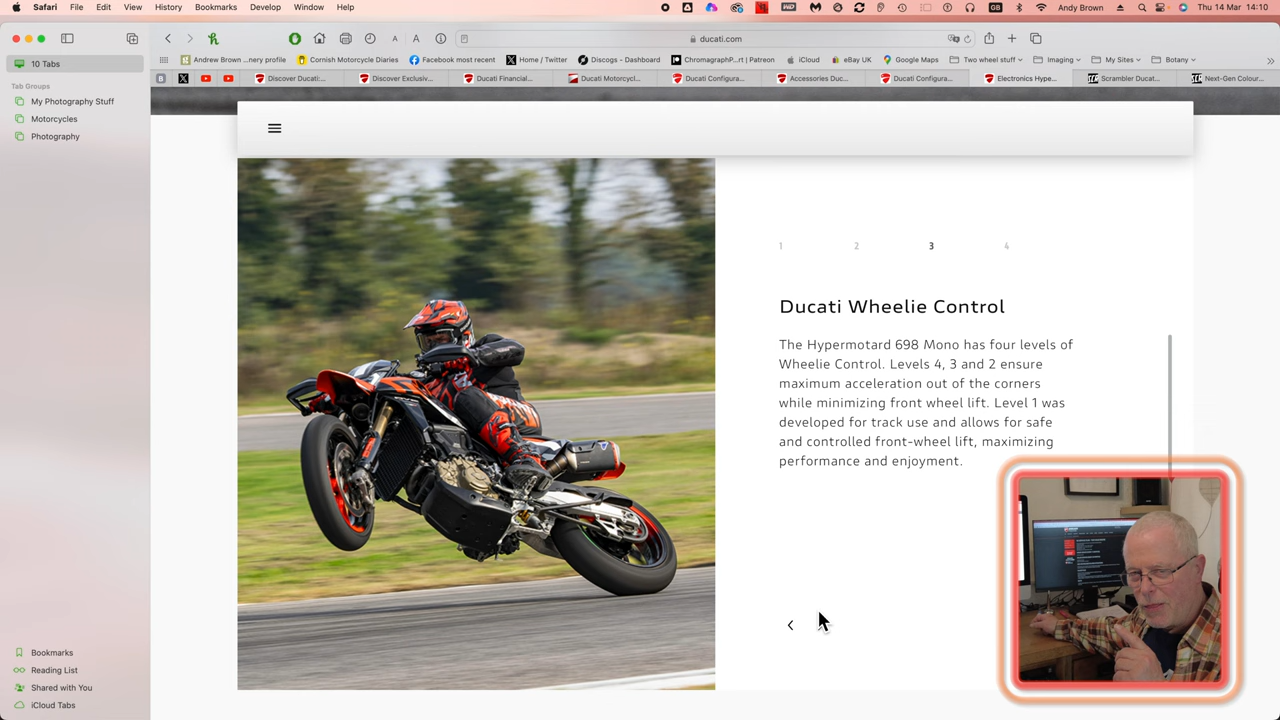 Safari File Edit View History Bookmarks Develop Window Help
GB Andy Brown Thu 14 Mar 14:10
10 Tabs
Tab Groups
My Photography Stuff
Motorcycles
Photography
ducati.com
Andrew Brown ...nery profile Cornish Motorcycle Diaries Facebook most recent Home / Twitter Discogs - Dashboard ChromagraphP...rt | Patreon iCloud eBay UK Google Maps Two wheel stuff Imaging My Sites Botany
Discover Ducati:... Discover Exclusiv... Ducati Financial... Ducati Motorcycl... Ducati Configura... Accessories Duc... Ducati Configura... Electronics Hype... Scrambler Ducat... Next-Gen Colour...
1 2 3 4
Ducati Wheelie Control
The Hypermotard 698 Mono has four levels of
Wheelie Control. Levels 4, 3 and 2 ensure
maximum acceleration out of the corners
while minimizing front wheel lift. Level 1 was
developed for track use and allows for safe
and controlled front-wheel lift, maximizing
performance and enjoyment.
Bookmarks
Reading List
Shared with You
iCloud Tabs